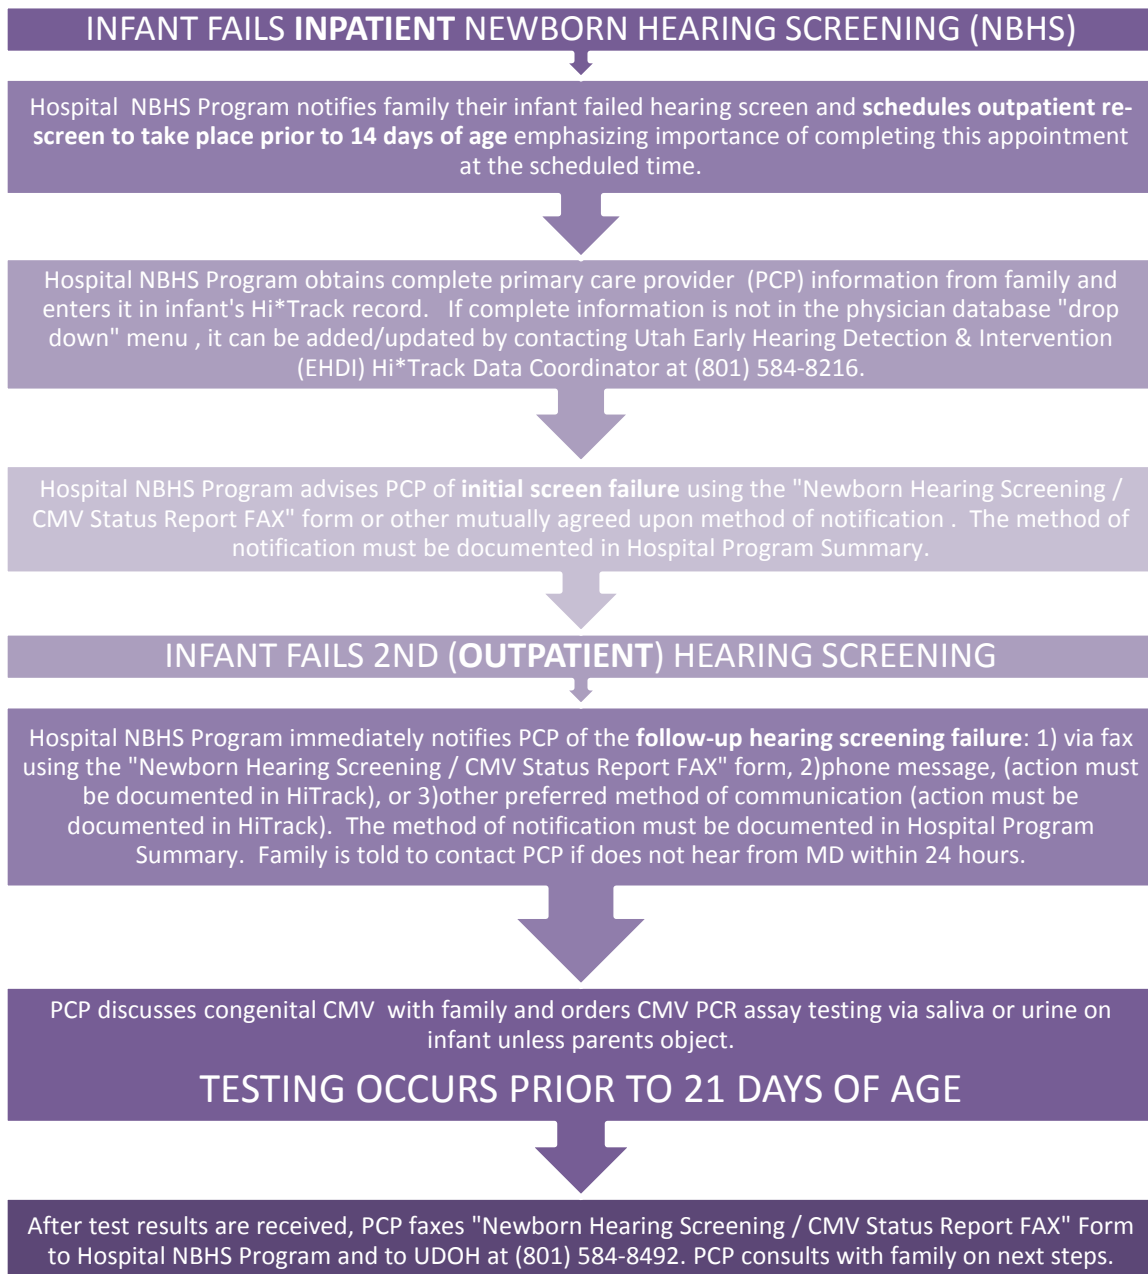 INFANT FAILS INPATIENT NEWBORN HEARING SCREENING (NBHS)
Hospital  NBHS Program notifies family their infant failed hearing screen and schedules outpatient re-
screen to take place prior to 14 days of age emphasizing importance of completing this appointment
at the scheduled time.
Hospital NBHS Program obtains complete primary care provider  (PCP) information from family and
enters it in infant's Hi*Track record.   If complete information is not in the physician database "drop
down" menu , it can be added/updated by contacting Utah Early Hearing Detection & Intervention
(EHDI) Hi*Track Data Coordinator at (801) 584-8216.
Hospital NBHS Program advises PCP of initial screen failure using the "Newborn Hearing Screening /
CMV Status Report FAX" form or other mutually agreed upon method of notification .  The method of
notification must be documented in Hospital Program Summary.
INFANT FAILS 2ND (OUTPATIENT) HEARING SCREENING
Hospital NBHS Program immediately notifies PCP of the follow-up hearing screening failure: 1) via fax
using the "Newborn Hearing Screening / CMV Status Report FAX" form, 2)phone message, (action must
be documented in HiTrack), or 3)other preferred method of communication (action must be
documented in HiTrack).  The method of notification must be documented in Hospital Program
Summary.  Family is told to contact PCP if does not hear from MD within 24 hours.
PCP discusses congenital CMV  with family and orders CMV PCR assay testing via saliva or urine on
infant unless parents object.
TESTING OCCURS PRIOR TO 21 DAYS OF AGE
After test results are received, PCP faxes "Newborn Hearing Screening / CMV Status Report FAX" Form
to Hospital NBHS Program and to UDOH at (801) 584-8492. PCP consults with family on next steps.